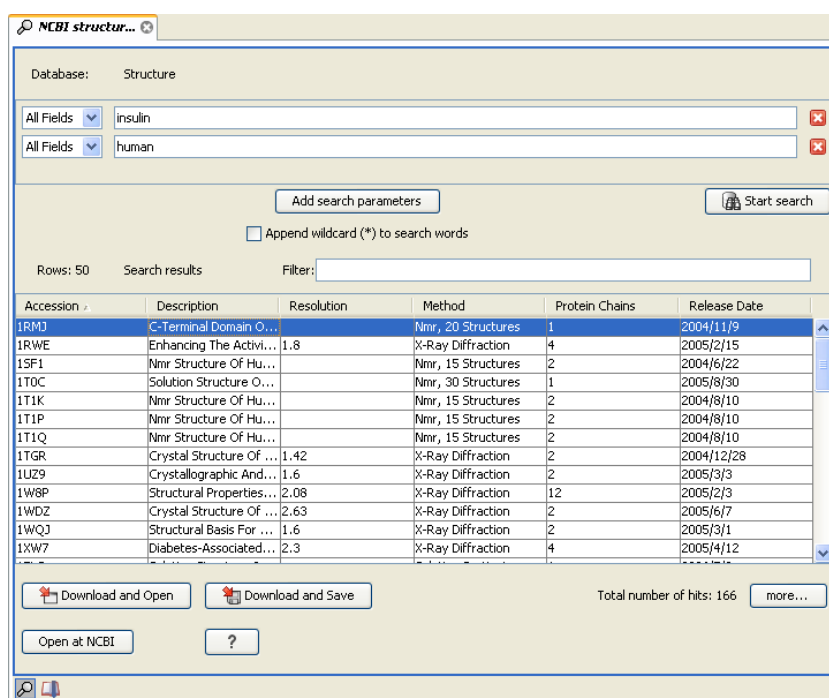 NCBI structur...
Database: Structure
All Fields insulin
All Fields human
Add search parameters Start search
Append wildcard (*) to search words
Rows: 50 Search results Filter:
Accession Description Resolution Method Protein Chains Release Date
1RMJ C-Terminal Domain O... Nmr, 20 Structures 1 2004/11/9
1RWE Enhancing The Activi... 1.8 X-Ray Diffraction 4 2005/2/15
1SF1 Nmr Structure Of Hu... Nmr, 15 Structures 2 2004/6/22
1T0C Solution Structure O... Nmr, 30 Structures 1 2005/8/30
1T1K Nmr Structure Of Hu... Nmr, 15 Structures 2 2004/8/10
1T1P Nmr Structure Of Hu... Nmr, 15 Structures 2 2004/8/10
1T1Q Nmr Structure Of Hu... Nmr, 15 Structures 2 2004/8/10
1TGR Crystal Structure Of ... 1.42 X-Ray Diffraction 2 2004/12/28
1UZ9 Crystallographic And... 1.6 X-Ray Diffraction 2 2005/3/3
1W8P Structural Properties... 2.08 X-Ray Diffraction 12 2005/2/3
1WDZ Crystal Structure Of ... 2.63 X-Ray Diffraction 2 2005/6/7
1WQJ Structural Basis For ... 1.6 X-Ray Diffraction 2 2005/3/1
1XW7 Diabetes-Associated... 2.3 X-Ray Diffraction 4 2005/4/12
Download and Open Download and Save Total number of hits: 166 more...
Open at NCBI ?